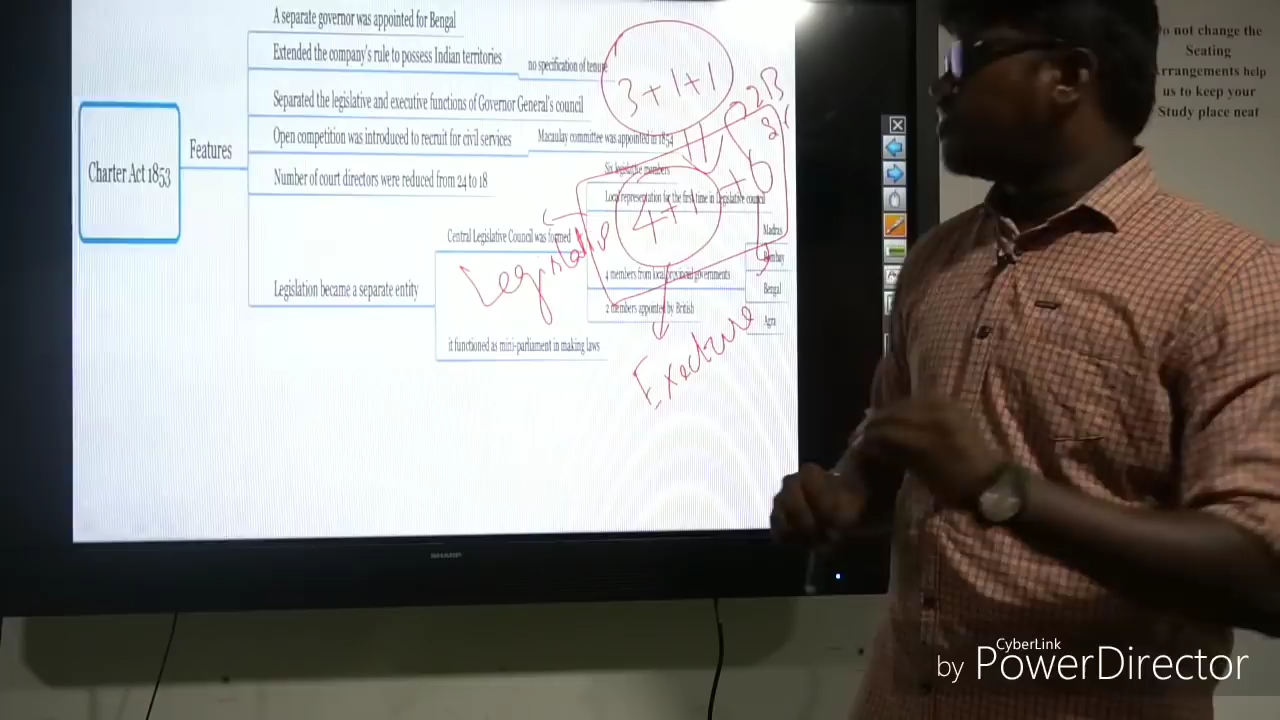 A separate governor was appointed for Bengal
Extended the company's rule to possess Indian territories
no specification of tenure
Separated the legislative and executive functions of Governor General's council
Open competition was introduced to recruit for civil services
Macaulay committee was appointed in 1854
Charter Act 1853
Features
Number of court directors were reduced from 24 to 18
Six legislative members
Local representation for the first time in Legislative council
Central Legislative Council was formed
4 members from local provincial governments
Madras
Bombay
Bengal
Agra
Legislation became a separate entity
2 members appointed by British
it functioned as mini-parliament in making laws
3+1+1
4+1
+6
Legislative
SHARP
o not change the
Seating
rrangements help
us to keep your
Study place neat
CyberLink
by PowerDirector